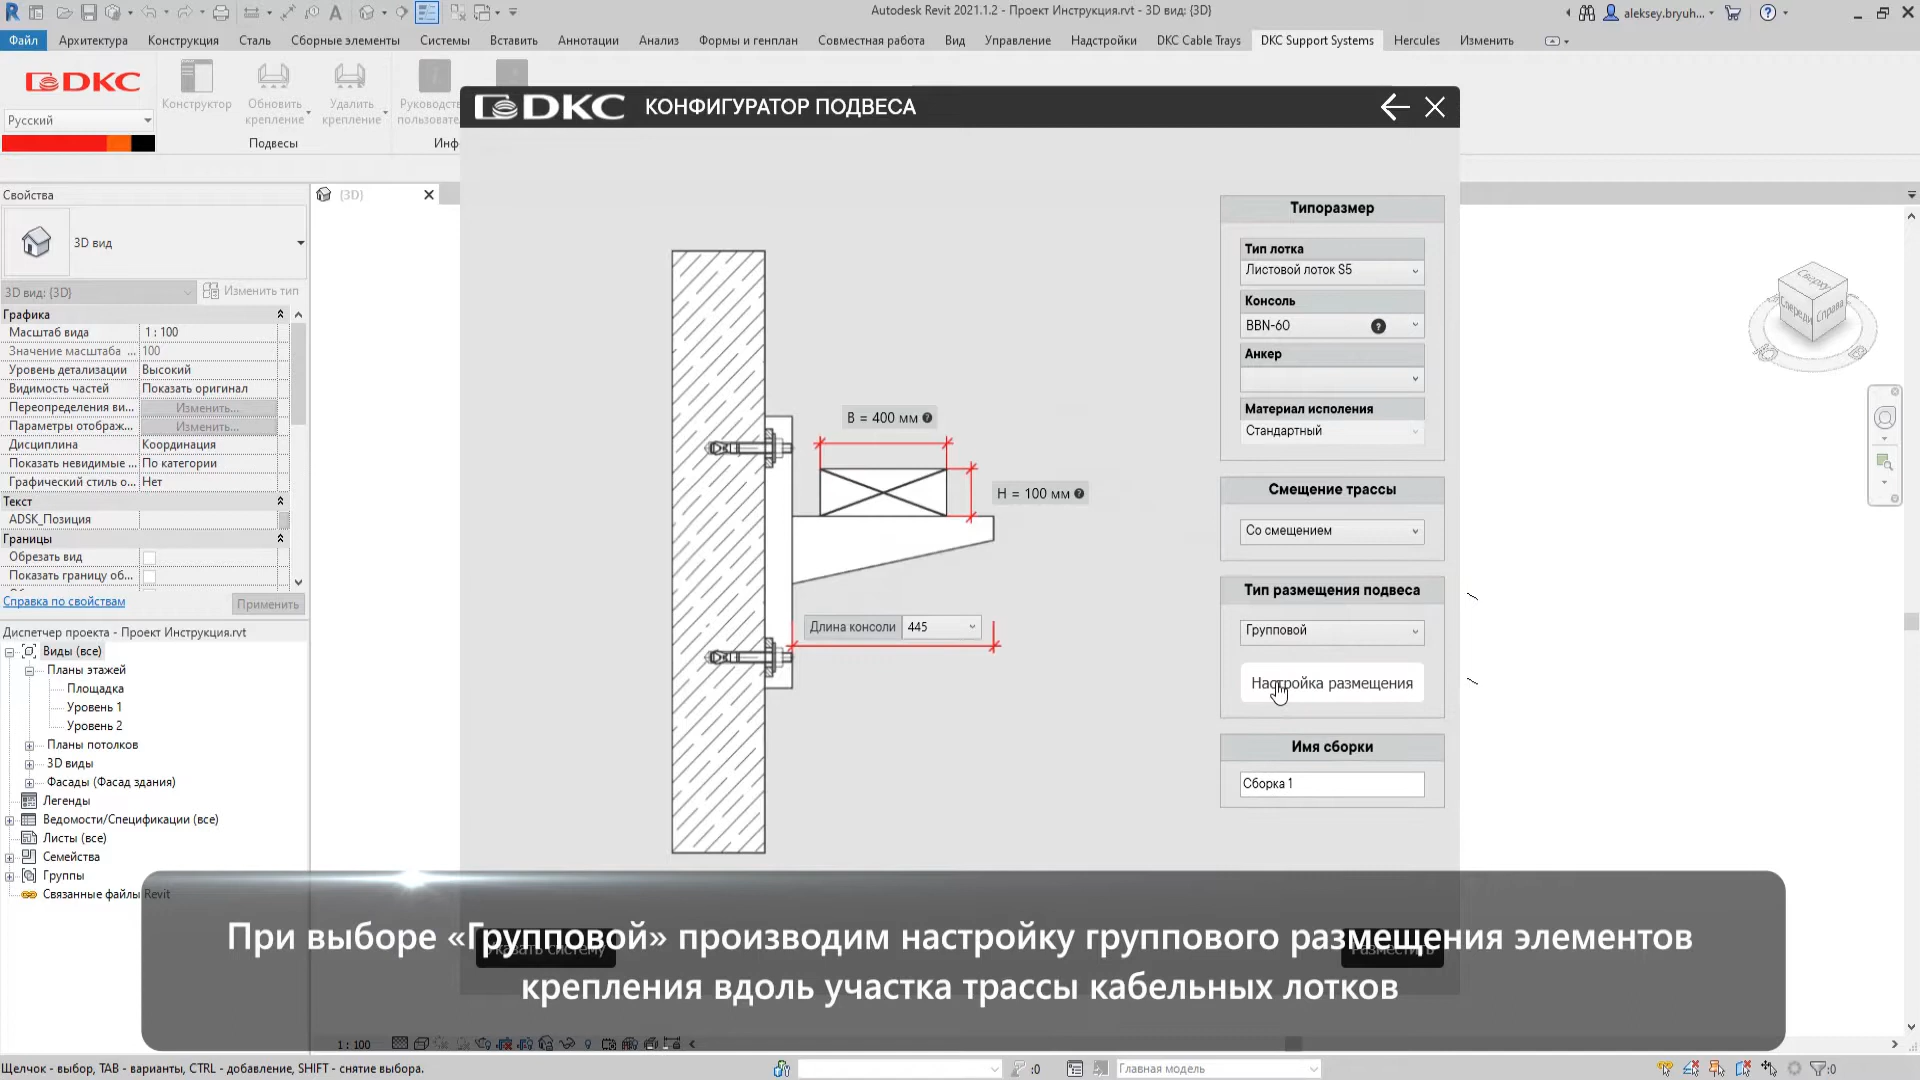 Autodesk Revit 2021.1.2 - Проект Инструкция.rvt - 3D вид: {3D}
aleksey.bryuh...
Файл Архитектура Конструкция Сталь Сборные элементы Системы Вставить Аннотации Анализ Формы и генплан Совместная работа Вид Управление Надстройки DKC Cable Trays DKC Support Systems Hercules Изменить
DKC
Русский
Конструктор
Обновить крепление
Удалить крепление
Руководст
пользовате
Подвесы
Инф
DKC КОНФИГУРАТОР ПОДВЕСА
Свойства
{3D}
3D вид
3D вид: {3D}
Изменить тип
Графика
Масштаб вида 1 : 100
Значение масштаба ... 100
Уровень детализации Высокий
Видимость частей Показать оригинал
Переопределения ви... Изменить...
Параметры отображ... Изменить...
Дисциплина Координация
Показать невидимые ... По категории
Графический стиль о... Нет
Текст
ADSK_Позиция
Границы
Обрезать вид
Показать границу об...
Справка по свойствам
Применить
Диспетчер проекта - Проект Инструкция.rvt
Виды (все)
Планы этажей
Площадка
Уровень 1
Уровень 2
Планы потолков
3D виды
Фасады (Фасад здания)
Легенды
Ведомости/Спецификации (все)
Листы (все)
Семейства
Группы
Связанные файлы Revit
B = 400 мм
H = 100 мм
Длина консоли 445
Типоразмер
Тип лотка
Листовой лоток S5
Консоль
BBN-60
Анкер
Материал исполения
Стандартный
Смещение трассы
Со смещением
Тип размещения подвеса
Групповой
Настройка размещения
Имя сборки
Сборка 1
Сверху
Спереди
Справа
При выборе «Групповой» производим настройку группового размещения элементов
крепления вдоль участка трассы кабельных лотков
1 : 100
Щелчок - выбор, TAB - варианты, CTRL - добавление, SHIFT - снятие выбора.
:0
Главная модель
:0